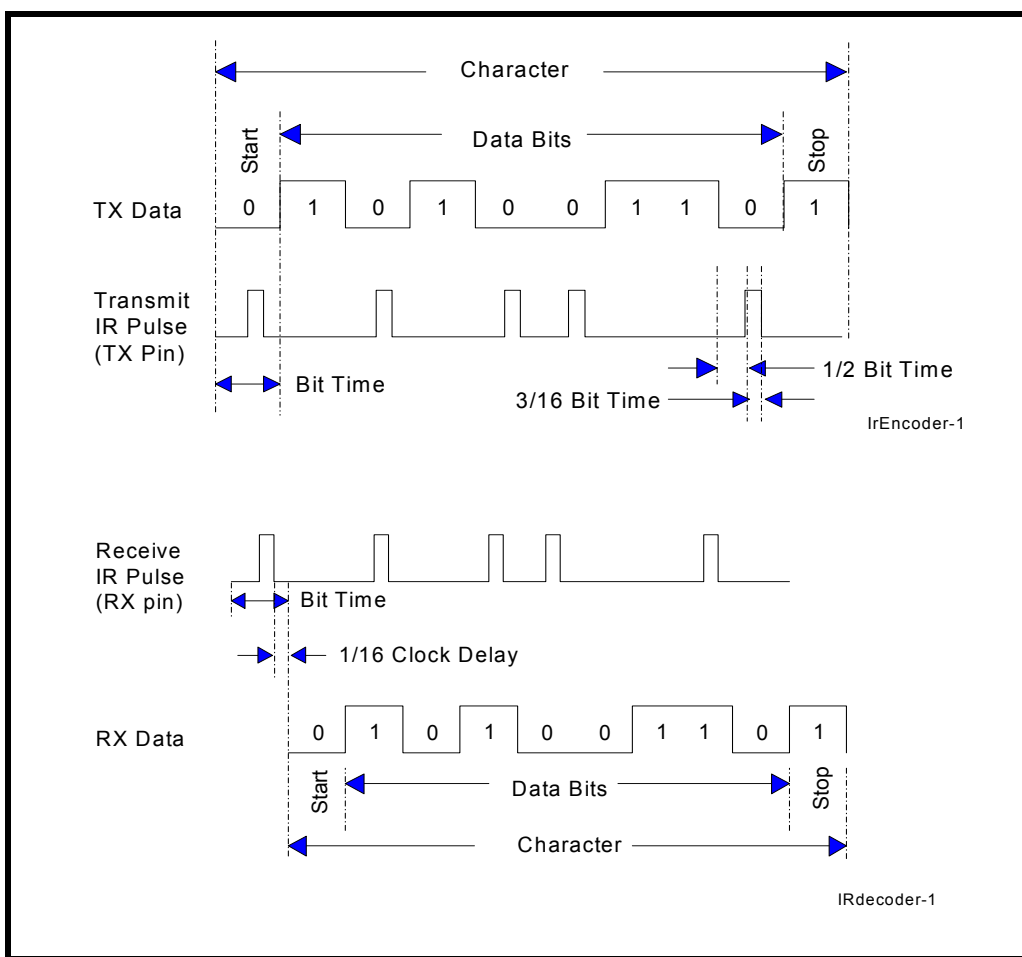 Character
Start
Data Bits
Stop
TX Data
0 1 0 1 0 0 1 1 0 1
Transmit
IR Pulse
(TX Pin)
Bit Time
1/2 Bit Time
3/16 Bit Time
IrEncoder-1
Receive
IR Pulse
(RX pin)
Bit Time
1/16 Clock Delay
RX Data
0 1 0 1 0 0 1 1 0 1
Start
Data Bits
Stop
Character
IRdecoder-1